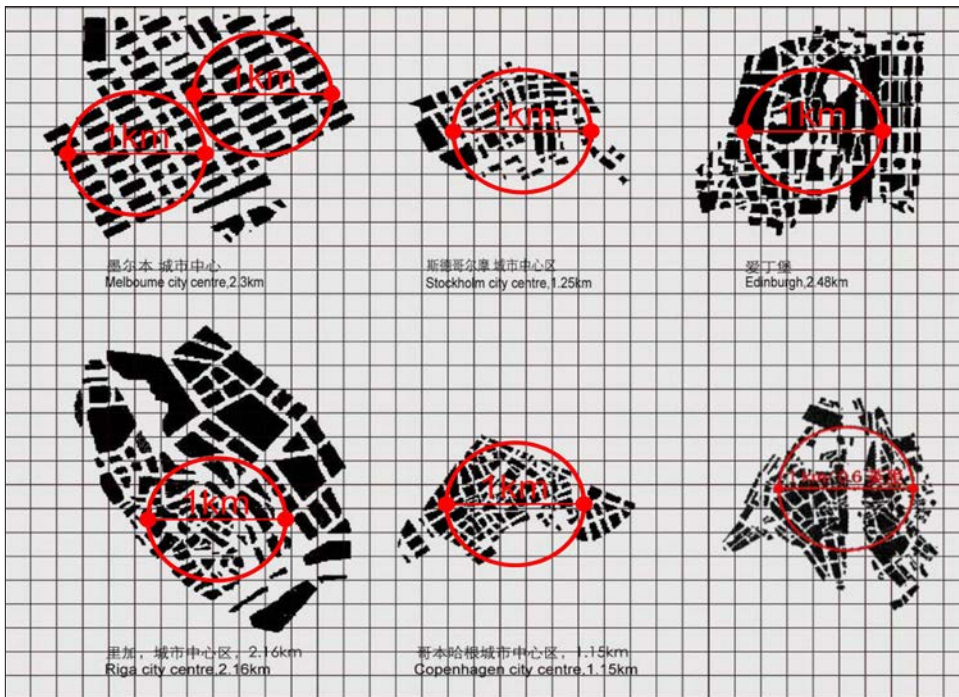 1km
1km
1km
1km
墨尔本 城市中心
Melbourne city centre,2.3km
斯德哥尔摩 城市中心区
Stockholm city centre,1.25km
爱丁堡
Edinburgh,2.48km
1km
1km
1km 0.6
里加，城市中心区，2.16km
Riga city centre,2.16km
哥本哈根城市中心区，1.15km
Copenhagen city centre,1.15km